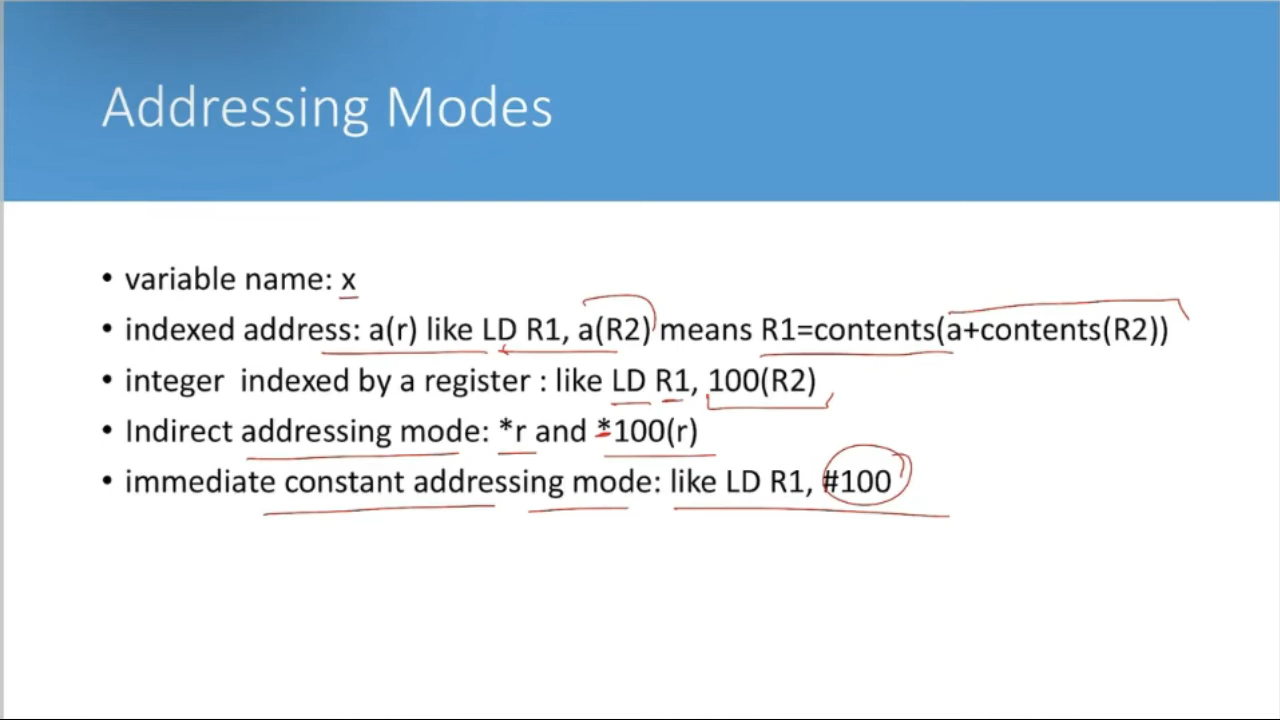 Addressing Modes
• variable name: x
• indexed address: a(r) like LD R1, a(R2) means R1=contents(a+contents(R2))
• integer  indexed by a register : like LD R1, 100(R2)
• Indirect addressing mode: *r and *100(r)
• immediate constant addressing mode: like LD R1, #100